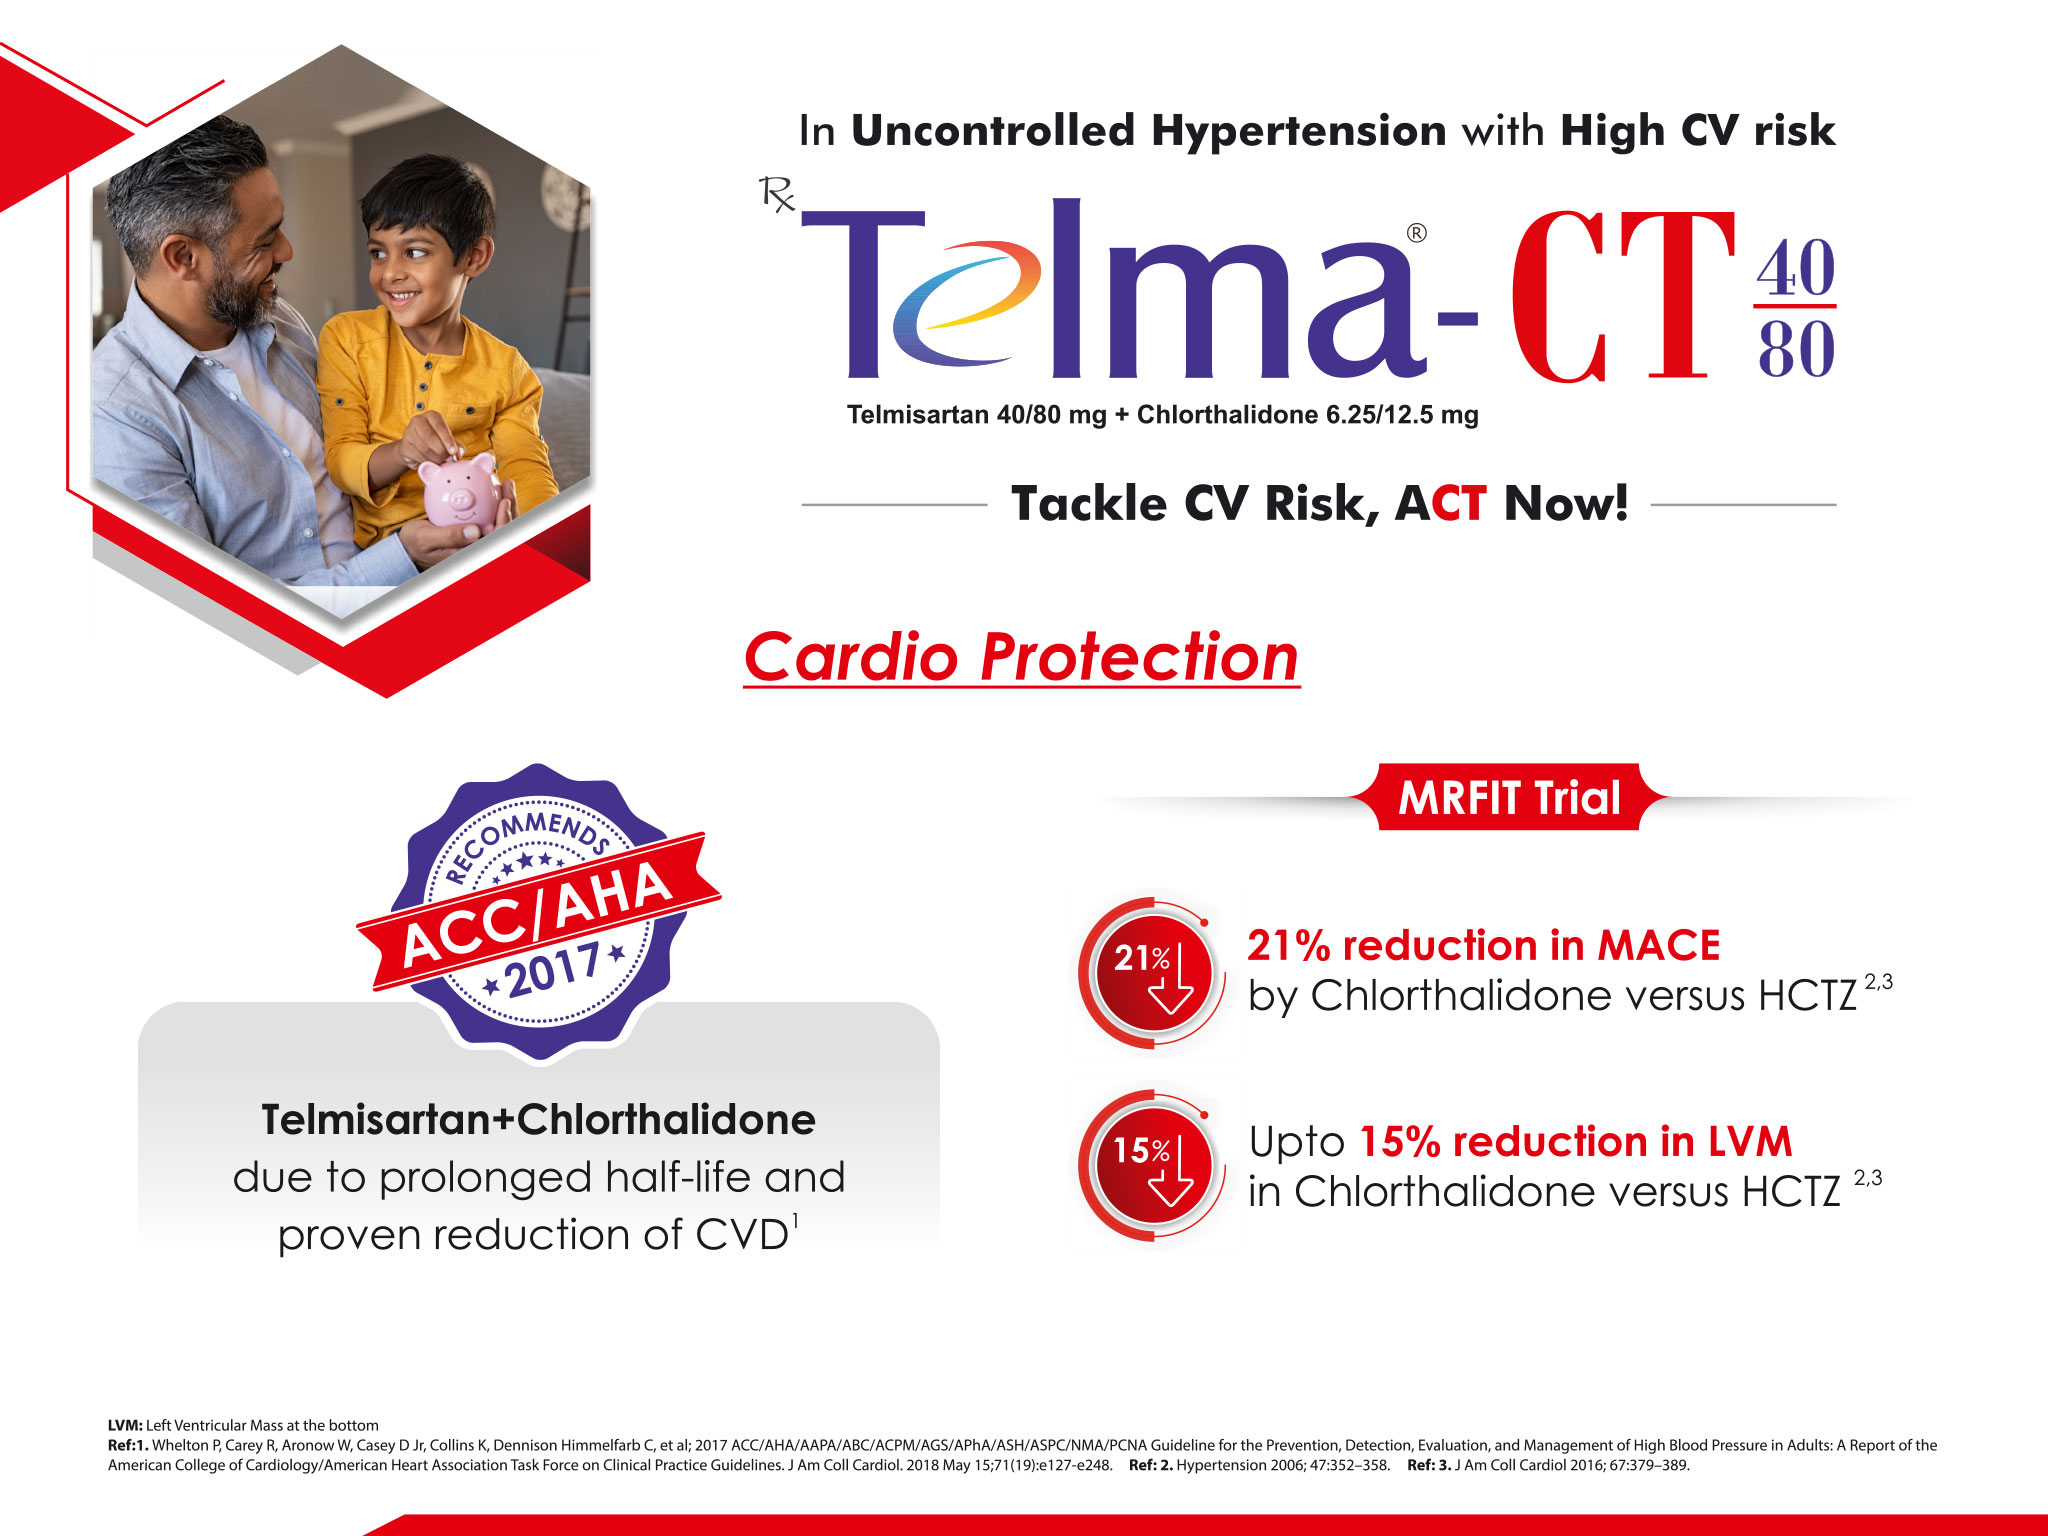 In Uncontrolled Hypertension with High CV risk
Rx
Telma®-CT 40/80
Telmisartan 40/80 mg + Chlorthalidone 6.25/12.5 mg
Tackle CV Risk, ACT Now!
Cardio Protection
RECOMMENDS
ACC/AHA
2017
Telmisartan+Chlorthalidone
due to prolonged half-life and
proven reduction of CVD1
MRFIT Trial
21%
21% reduction in MACE
by Chlorthalidone versus HCTZ 2,3
15%
Upto 15% reduction in LVM
in Chlorthalidone versus HCTZ 2,3
LVM: Left Ventricular Mass at the bottom
Ref:1. Whelton P, Carey R, Aronow W, Casey D Jr, Collins K, Dennison Himmelfarb C, et al; 2017 ACC/AHA/AAPA/ABC/ACPM/AGS/APhA/ASH/ASPC/NMA/PCNA Guideline for the Prevention, Detection, Evaluation, and Management of High Blood Pressure in Adults: A Report of the
American College of Cardiology/American Heart Association Task Force on Clinical Practice Guidelines. J Am Coll Cardiol. 2018 May 15;71(19):e127-e248. Ref: 2. Hypertension 2006; 47:352–358. Ref: 3. J Am Coll Cardiol 2016; 67:379–389.